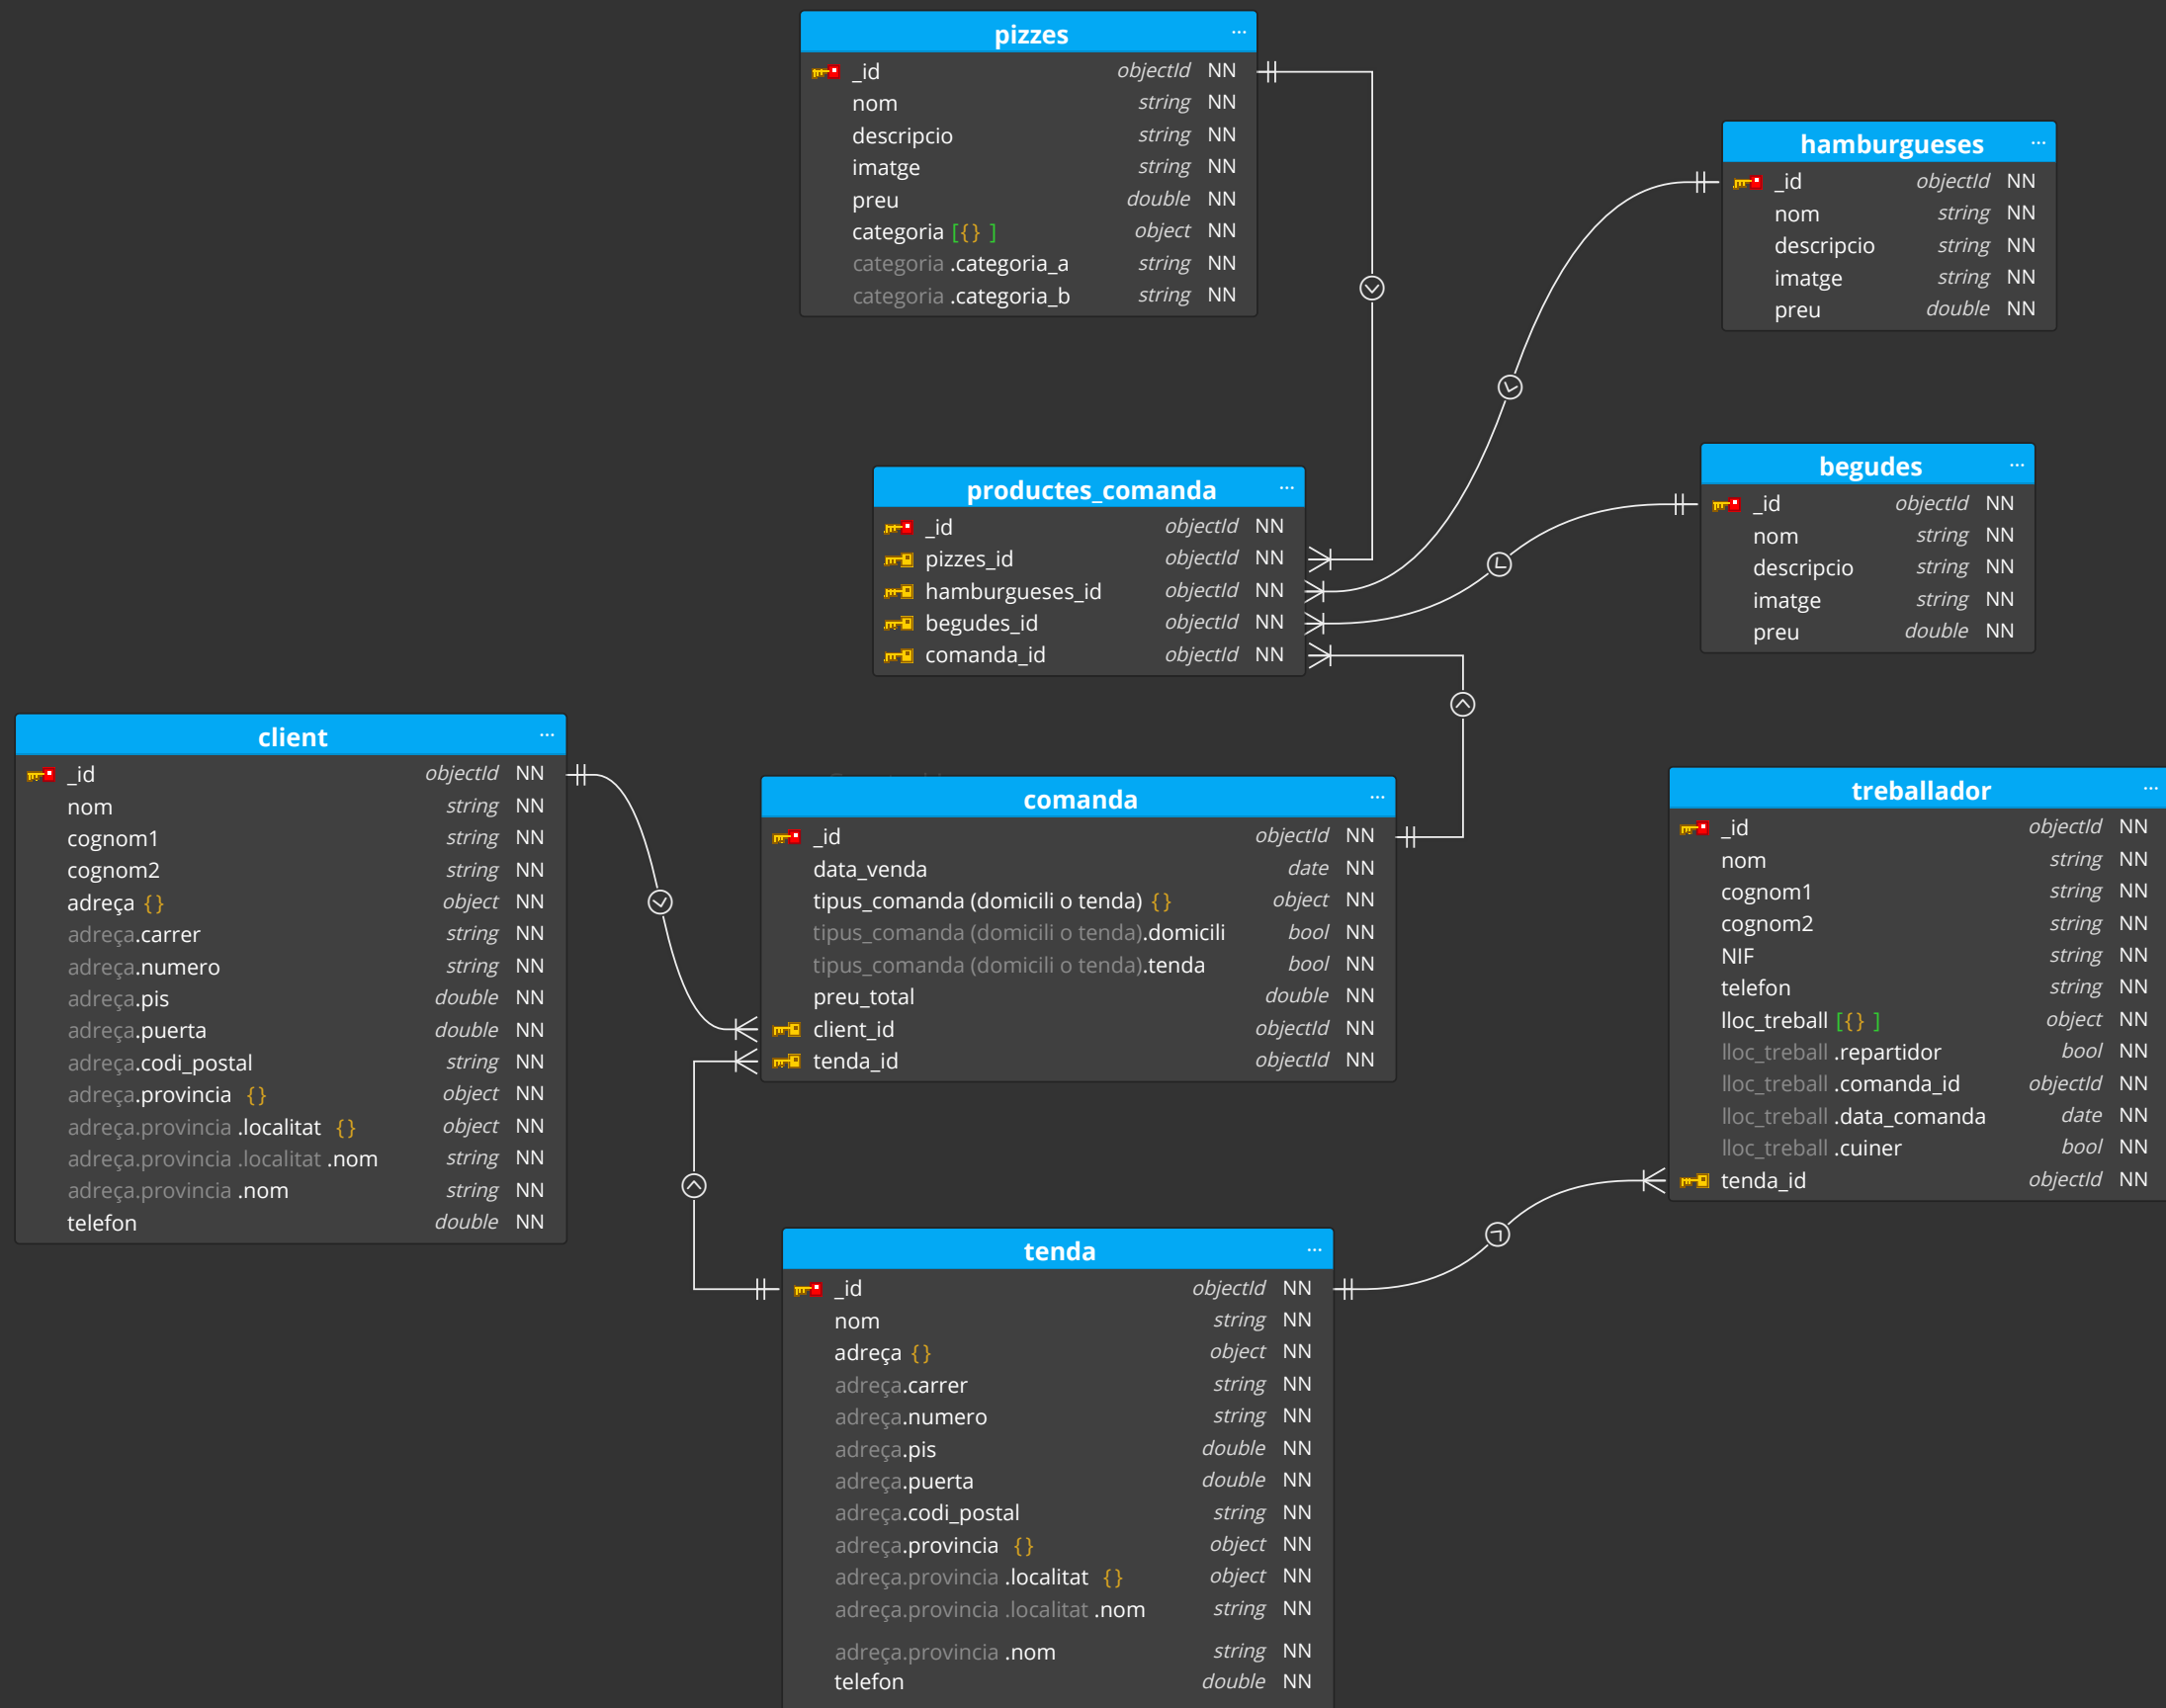 pizzes ...
_id objectId NN
nom string NN
descripcio string NN
imatge string NN
preu double NN
categoria [{} ] object NN
categoria .categoria_a string NN
categoria .categoria_b string NN
hamburgueses ...
_id objectId NN
nom string NN
descripcio string NN
imatge string NN
preu double NN
begudes ...
_id objectId NN
nom string NN
descripcio string NN
imatge string NN
preu double NN
productes_comanda ...
_id objectId NN
pizzes_id objectId NN
hamburgueses_id objectId NN
begudes_id objectId NN
comanda_id objectId NN
client ...
_id objectId NN
nom string NN
cognom1 string NN
cognom2 string NN
adreça {} object NN
adreça.carrer string NN
adreça.numero string NN
adreça.pis double NN
adreça.puerta double NN
adreça.codi_postal string NN
adreça.provincia {} object NN
adreça.provincia .localitat {} object NN
adreça.provincia .localitat .nom string NN
adreça.provincia .nom string NN
telefon double NN
comanda ...
_id objectId NN
data_venda date NN
tipus_comanda (domicili o tenda) {} object NN
tipus_comanda (domicili o tenda).domicili bool NN
tipus_comanda (domicili o tenda).tenda bool NN
preu_total double NN
client_id objectId NN
tenda_id objectId NN
treballador ...
_id objectId NN
nom string NN
cognom1 string NN
cognom2 string NN
NIF string NN
telefon string NN
lloc_treball [{} ] object NN
lloc_treball .repartidor bool NN
lloc_treball .comanda_id objectId NN
lloc_treball .data_comanda date NN
lloc_treball .cuiner bool NN
tenda_id objectId NN
tenda ...
_id objectId NN
nom string NN
adreça {} object NN
adreça.carrer string NN
adreça.numero string NN
adreça.pis double NN
adreça.puerta double NN
adreça.codi_postal string NN
adreça.provincia {} object NN
adreça.provincia .localitat {} object NN
adreça.provincia .localitat .nom string NN
adreça.provincia .nom string NN
telefon double NN